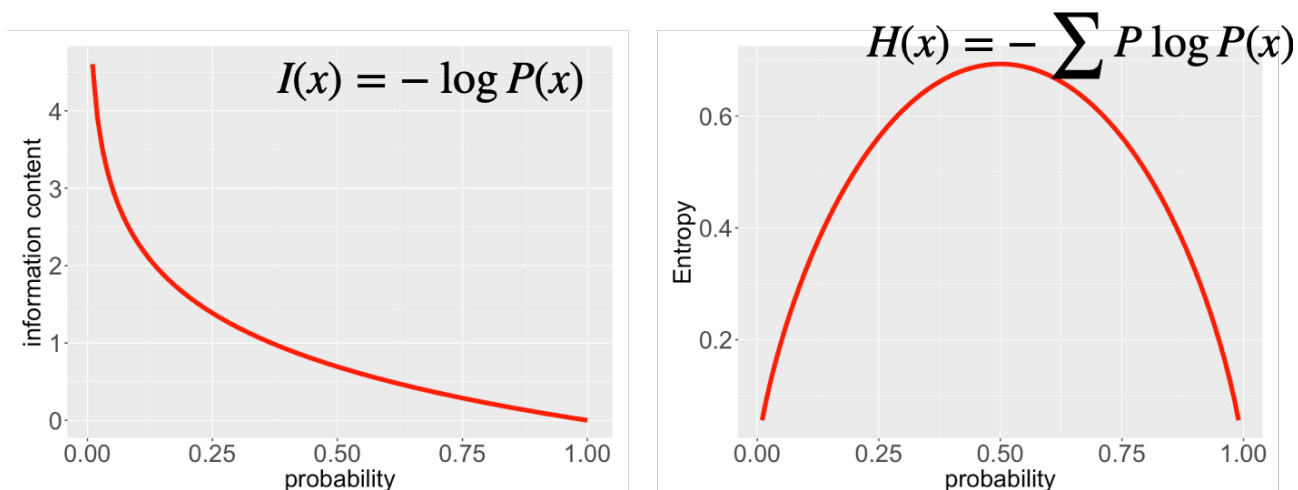 I(x) = − log P(x)
information content
4
3
2
1
0
0.00 0.25 0.50 0.75 1.00
probability
H(x) = − ∑ P log P(x)
Entropy
0.6
0.4
0.2
0.00 0.25 0.50 0.75 1.00
probability